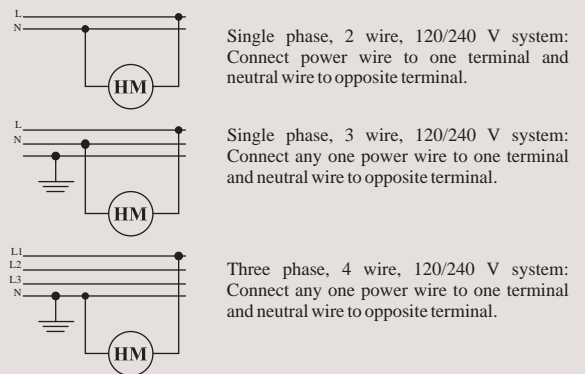 L
N
HM
Single phase, 2 wire, 120/240 V system:
Connect power wire to one terminal and
neutral wire to opposite terminal.
L
N
HM
Single phase, 3 wire, 120/240 V system:
Connect any one power wire to one terminal
and neutral wire to opposite terminal.
L1
L2
L3
N
HM
Three phase, 4 wire, 120/240 V system:
Connect any one power wire to one terminal
and neutral wire to opposite terminal.